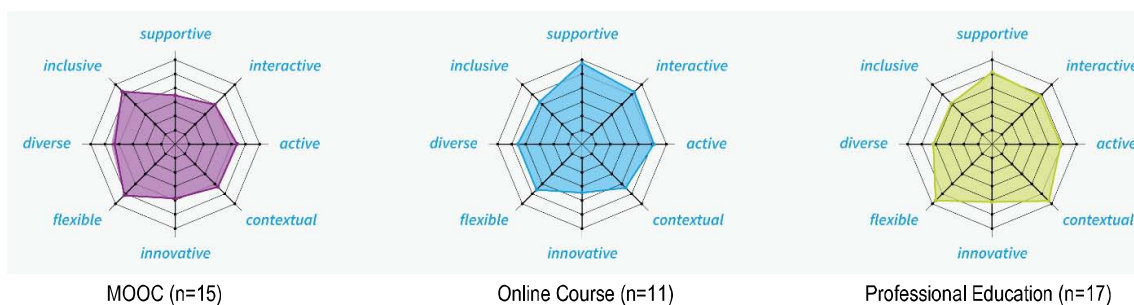 supportive
inclusive
interactive
diverse
active
flexible
contextual
innovative
MOOC (n=15)
supportive
inclusive
interactive
diverse
active
flexible
contextual
innovative
Online Course (n=11)
supportive
inclusive
interactive
diverse
active
flexible
contextual
innovative
Professional Education (n=17)